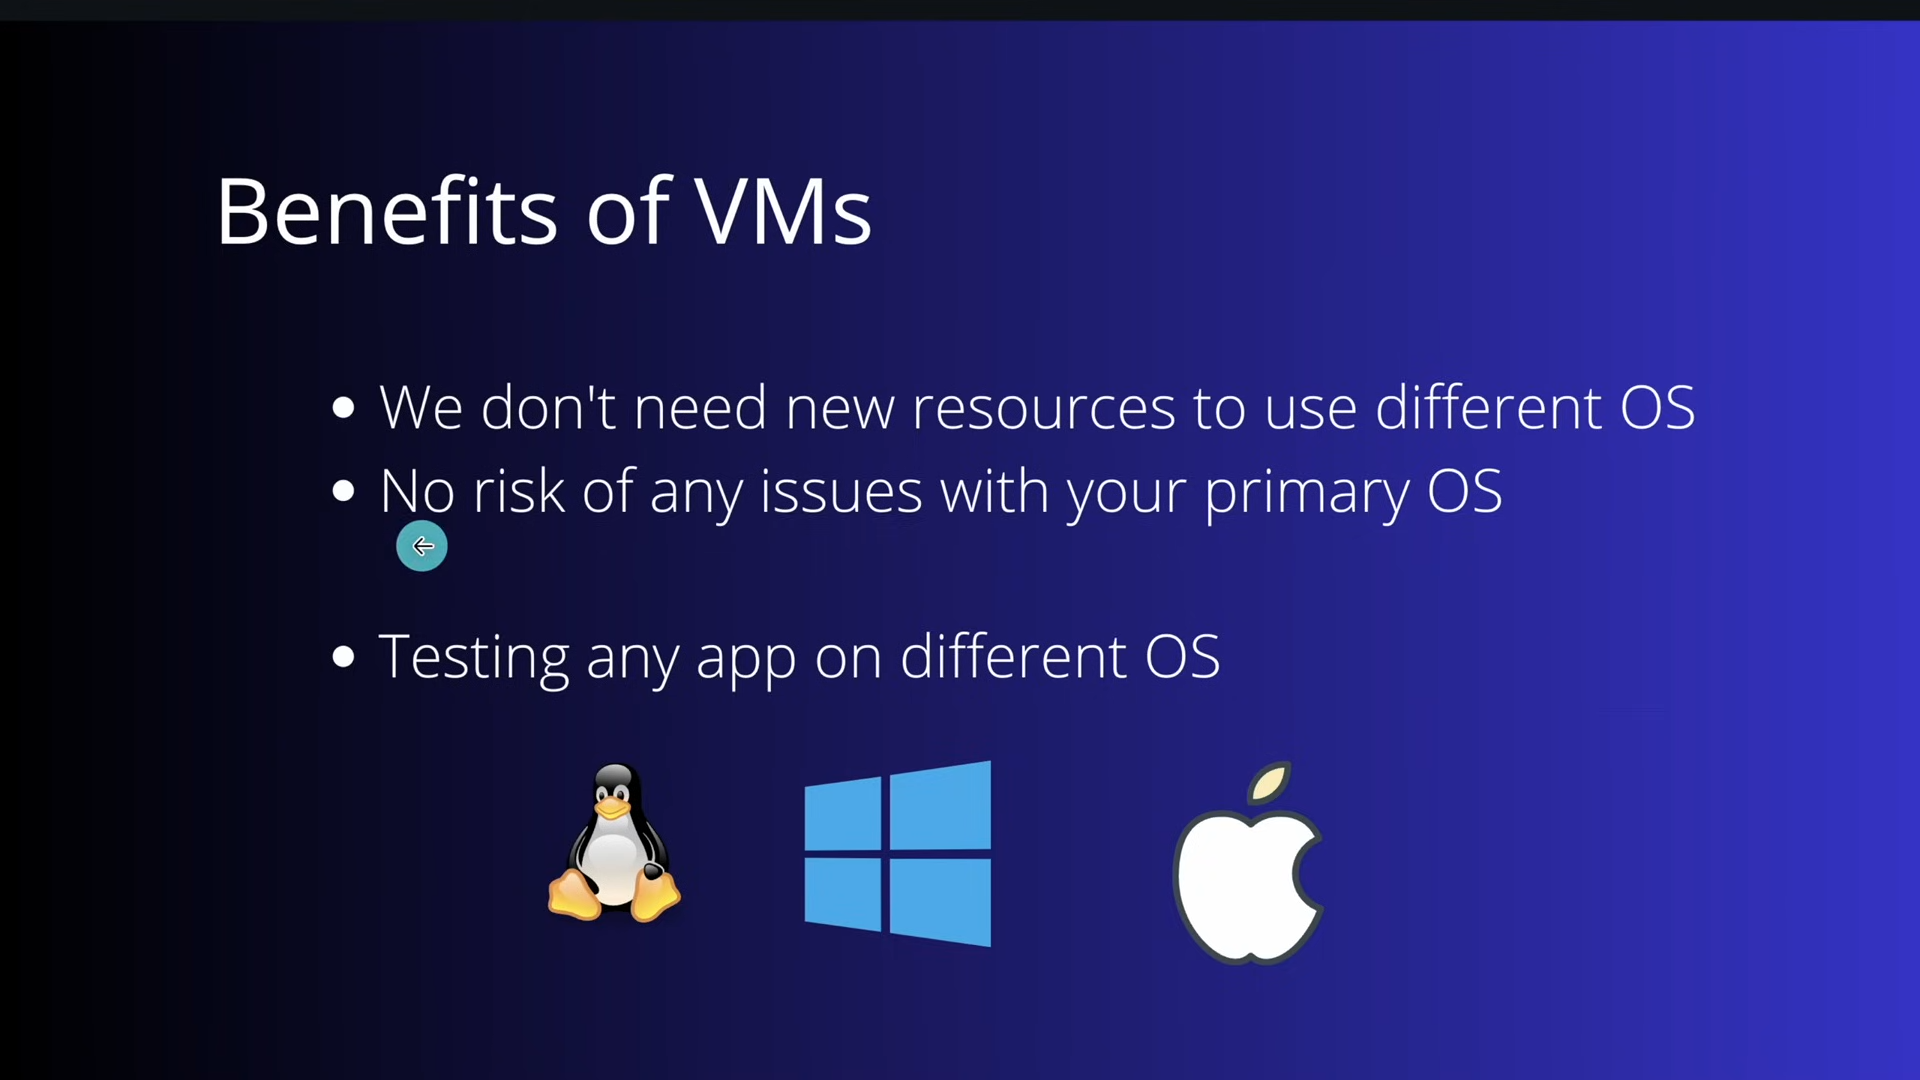 Benefits of VMs
We don't need new resources to use different OS
No risk of any issues with your primary OS
Testing any app on different OS